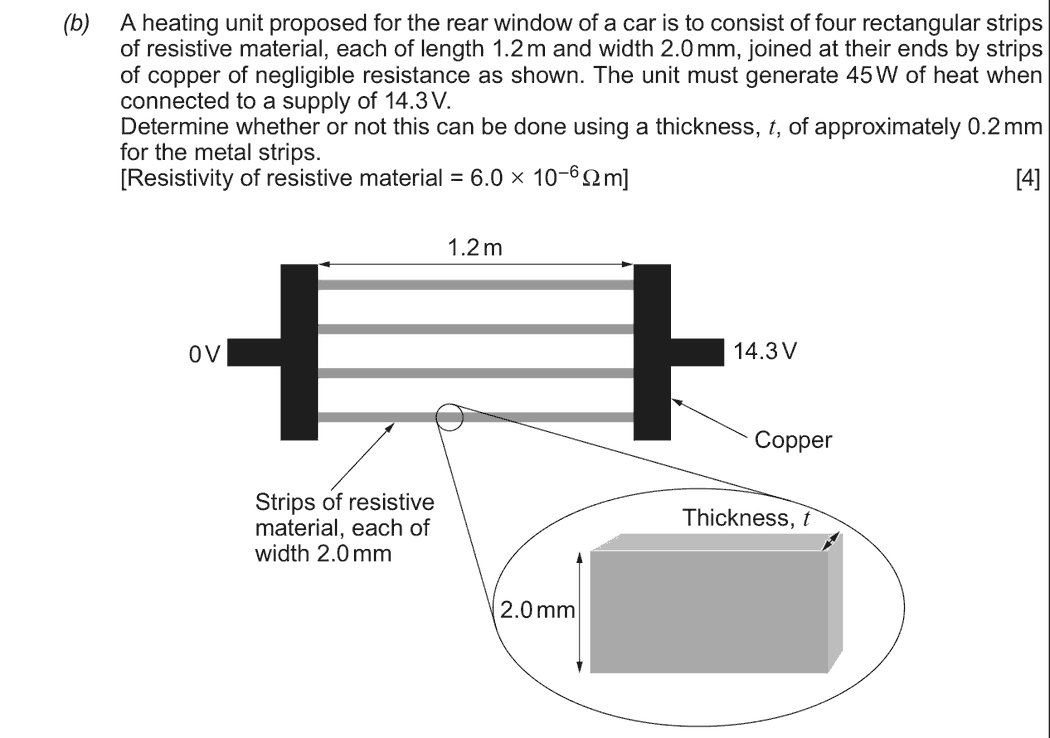 (b) A heating unit proposed for the rear window of a car is to consist of four rectangular strips
of resistive material, each of length 1.2 m and width 2.0 mm, joined at their ends by strips
of copper of negligible resistance as shown. The unit must generate 45 W of heat when
connected to a supply of 14.3 V.
Determine whether or not this can be done using a thickness, t, of approximately 0.2 mm
for the metal strips.
[Resistivity of resistive material = 6.0 × 10⁻⁶ Ω m] [4]
1.2 m
0 V
14.3 V
Copper
Strips of resistive
material, each of
width 2.0 mm
Thickness, t
2.0 mm